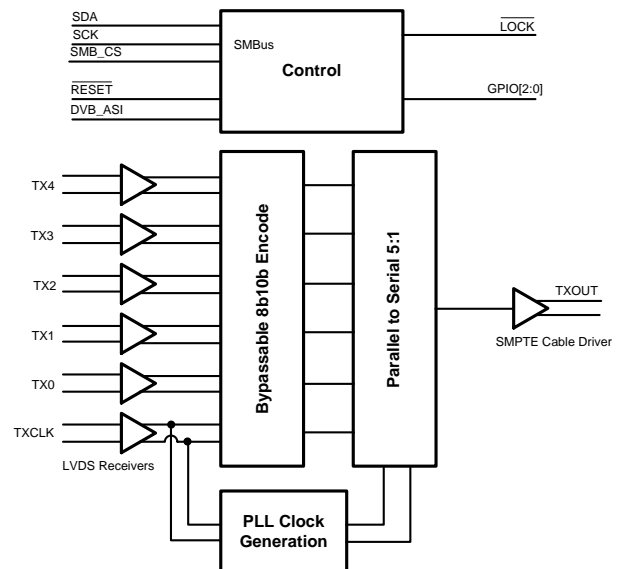 SDA
SCK
SMB_CS
SMBus
Control
RESET
DVB_ASI
LOCK
GPIO[2:0]
TX4
TX3
TX2
TX1
TX0
TXCLK
LVDS Receivers
Bypassable 8b10b Encode
Parallel to Serial 5:1
TXOUT
SMPTE Cable Driver
PLL Clock
Generation